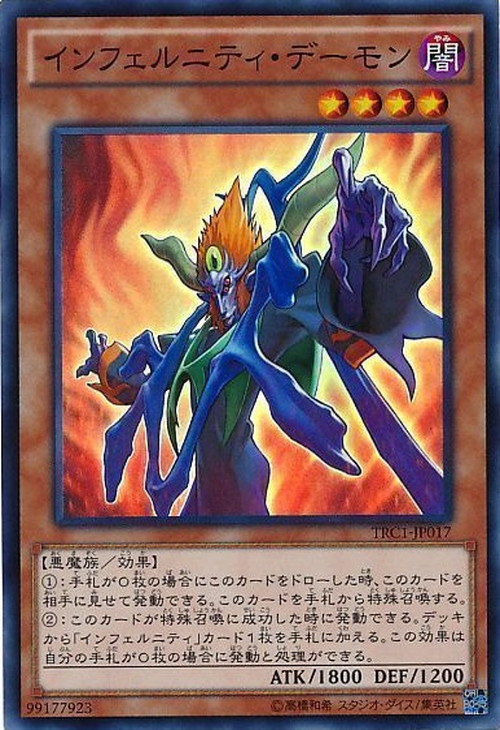 インフェルニティ・デーモン
闇
やみ
TRC1-JP017
【悪魔族／効果】
①：手札が０枚の場合にこのカードをドローした時、このカードを
相手に見せて発動できる。このカードを手札から特殊召喚する。
②：このカードが特殊召喚に成功した時に発動できる。デッキ
から「インフェルニティ」カード１枚を手札に加える。この効果は
自分の手札が０枚の場合に発動と処理ができる。
ATK/1800 DEF/1200
99177923
©高橋和希 スタジオ・ダイス/集英社